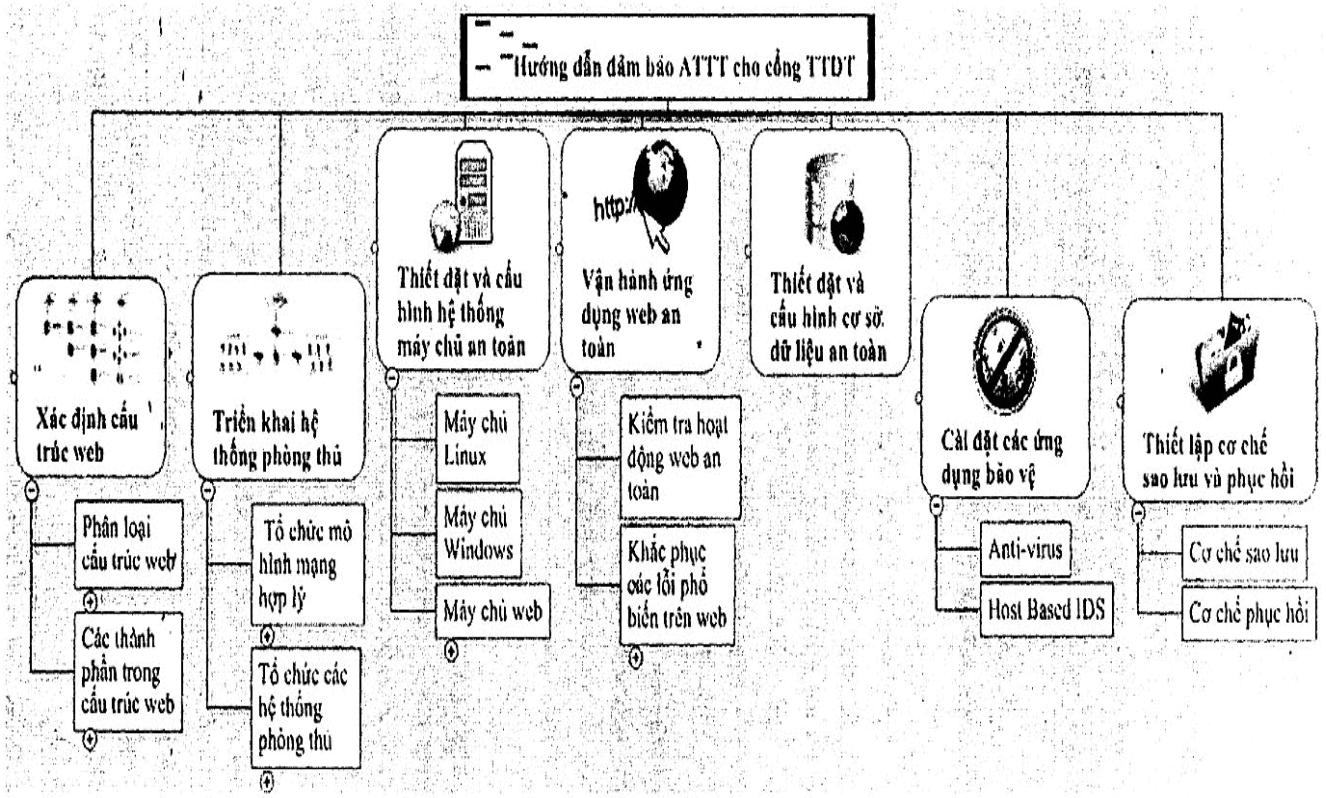 Hướng dẫn đảm bảo ATTT cho cổng TTĐT
Xác định cấu
trúc web
Phân loại
cấu trúc web
Các thành
phần trong
cấu trúc web
Triển khai hệ
thống phòng thủ
Tổ chức mô
hình mạng
hợp lý
Tổ chức các
hệ thống
phòng thủ
Thiết đặt và cấu
hình hệ thống
máy chủ an toàn
Máy chủ
Linux
Máy chủ
Windows
Máy chủ web
http://
Vận hành ứng
dụng web an
toàn
Kiểm tra hoạt
động web an
toàn
Khắc phục
các lỗi phổ
biến trên web
Thiết đặt và
cấu hình cơ sở
dữ liệu an toàn
Cài đặt các ứng
dụng bảo vệ
Anti-virus
Host Based IDS
Thiết lập cơ chế
sao lưu và phục hồi
Cơ chế sao lưu
Cơ chế phục hồi